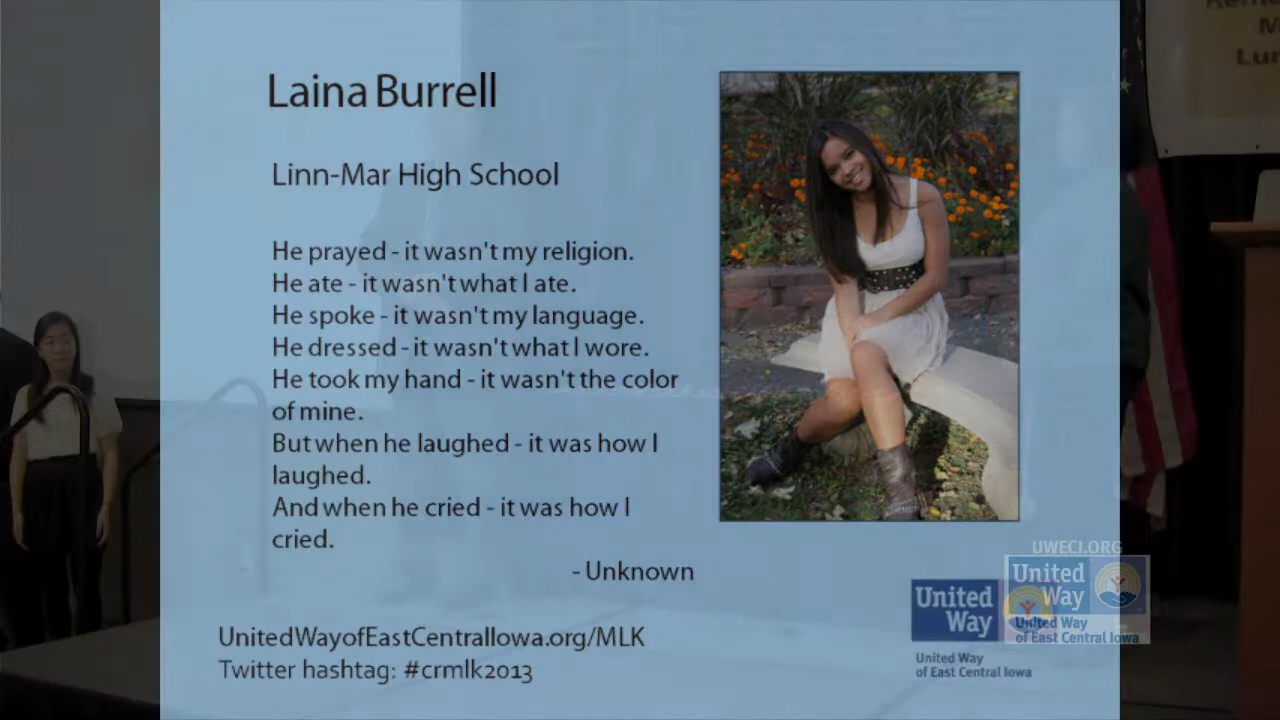 Laina Burrell
Linn-Mar High School
He prayed - it wasn't my religion.
He ate - it wasn't what I ate.
He spoke - it wasn't my language.
He dressed - it wasn't what I wore.
He took my hand - it wasn't the color
of mine.
But when he laughed - it was how I
laughed.
And when he cried - it was how I
cried.
- Unknown
UnitedWayofEastCentralIowa.org/MLK
Twitter hashtag: #crmlk2013
UWECI.ORG
United
Way
United Way
of East Central Iowa
United
Way
United Way
of East Central Iowa